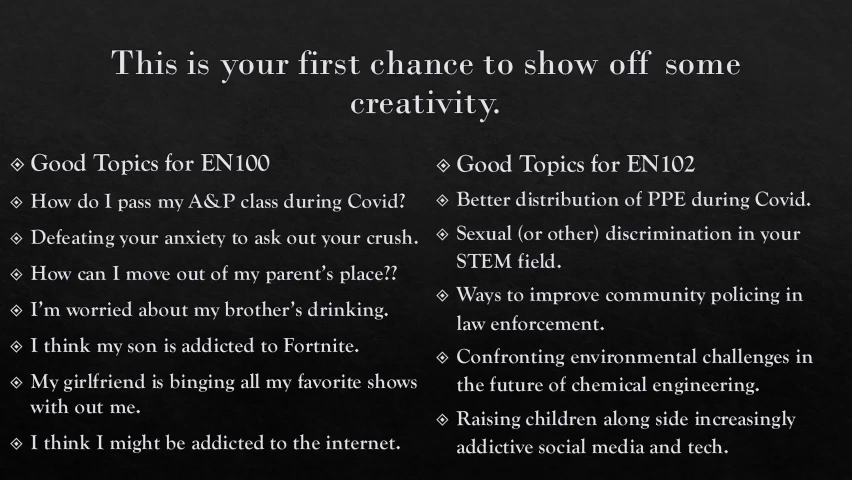 This is your first chance to show off some
creativity.
Good Topics for EN100
How do I pass my A&P class during Covid?
Defeating your anxiety to ask out your crush.
How can I move out of my parent's place??
I'm worried about my brother's drinking.
I think my son is addicted to Fortnite.
My girlfriend is binging all my favorite shows
with out me.
I think I might be addicted to the internet.
Good Topics for EN102
Better distribution of PPE during Covid.
Sexual (or other) discrimination in your
STEM field.
Ways to improve community policing in
law enforcement.
Confronting environmental challenges in
the future of chemical engineering.
Raising children along side increasingly
addictive social media and tech.